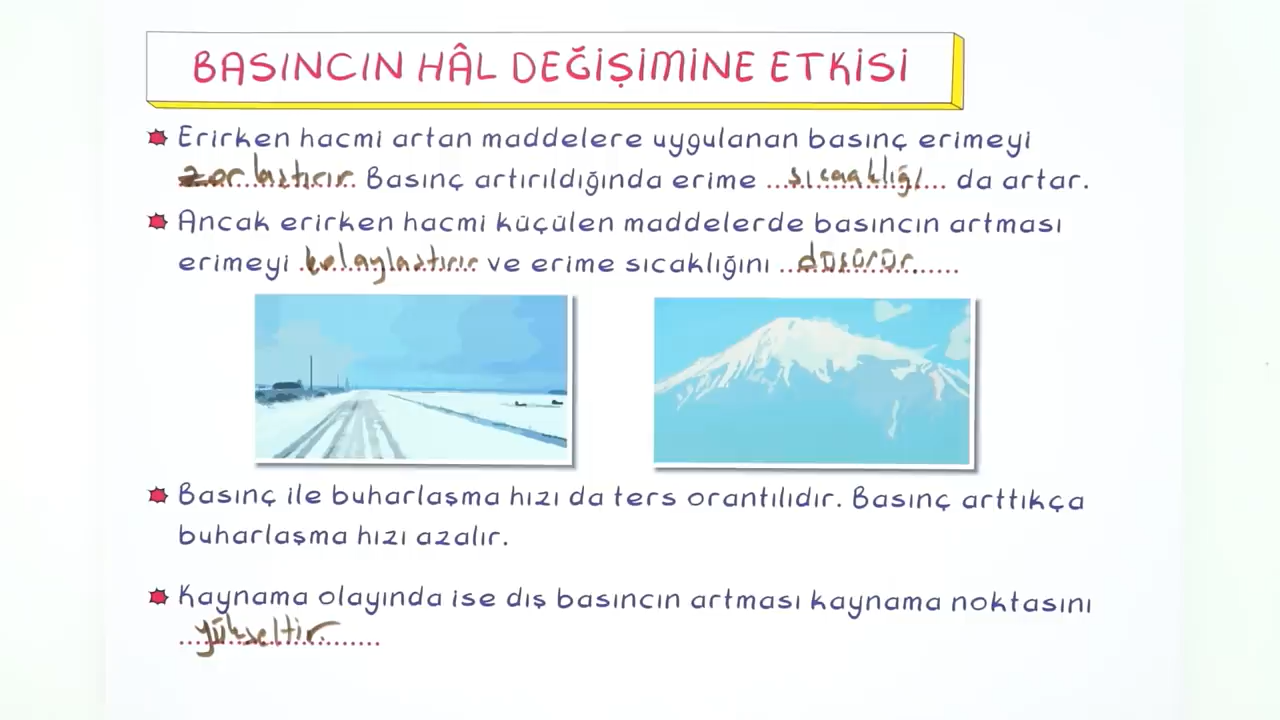 BASINCIN HÂL DEĞİŞİMİNE ETKİSİ
Erirken hacmi artan maddelere uygulanan basınç erimeyi
zorlaştırır. Basınç artırıldığında erime ...sıcaklığı... da artar.
Ancak erirken hacmi küçülen maddelerde basıncın artması
erimeyi kolaylaştırır ve erime sıcaklığını ...düşürür......
Basınç ile buharlaşma hızı da ters orantılıdır. Basınç arttıkça
buharlaşma hızı azalır.
Kaynama olayında ise dış basıncın artması kaynama noktasını
yükseltir.